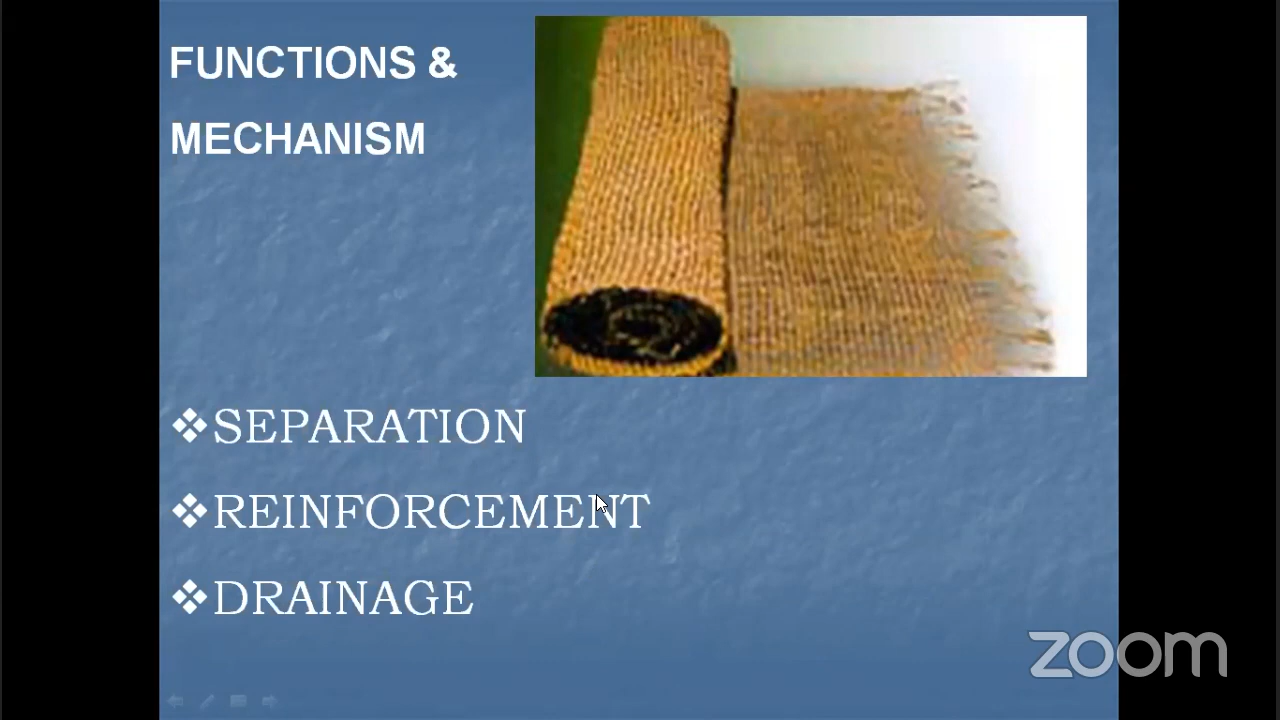 FUNCTIONS &
MECHANISM
SEPARATION
REINFORCEMENT
DRAINAGE
zoom